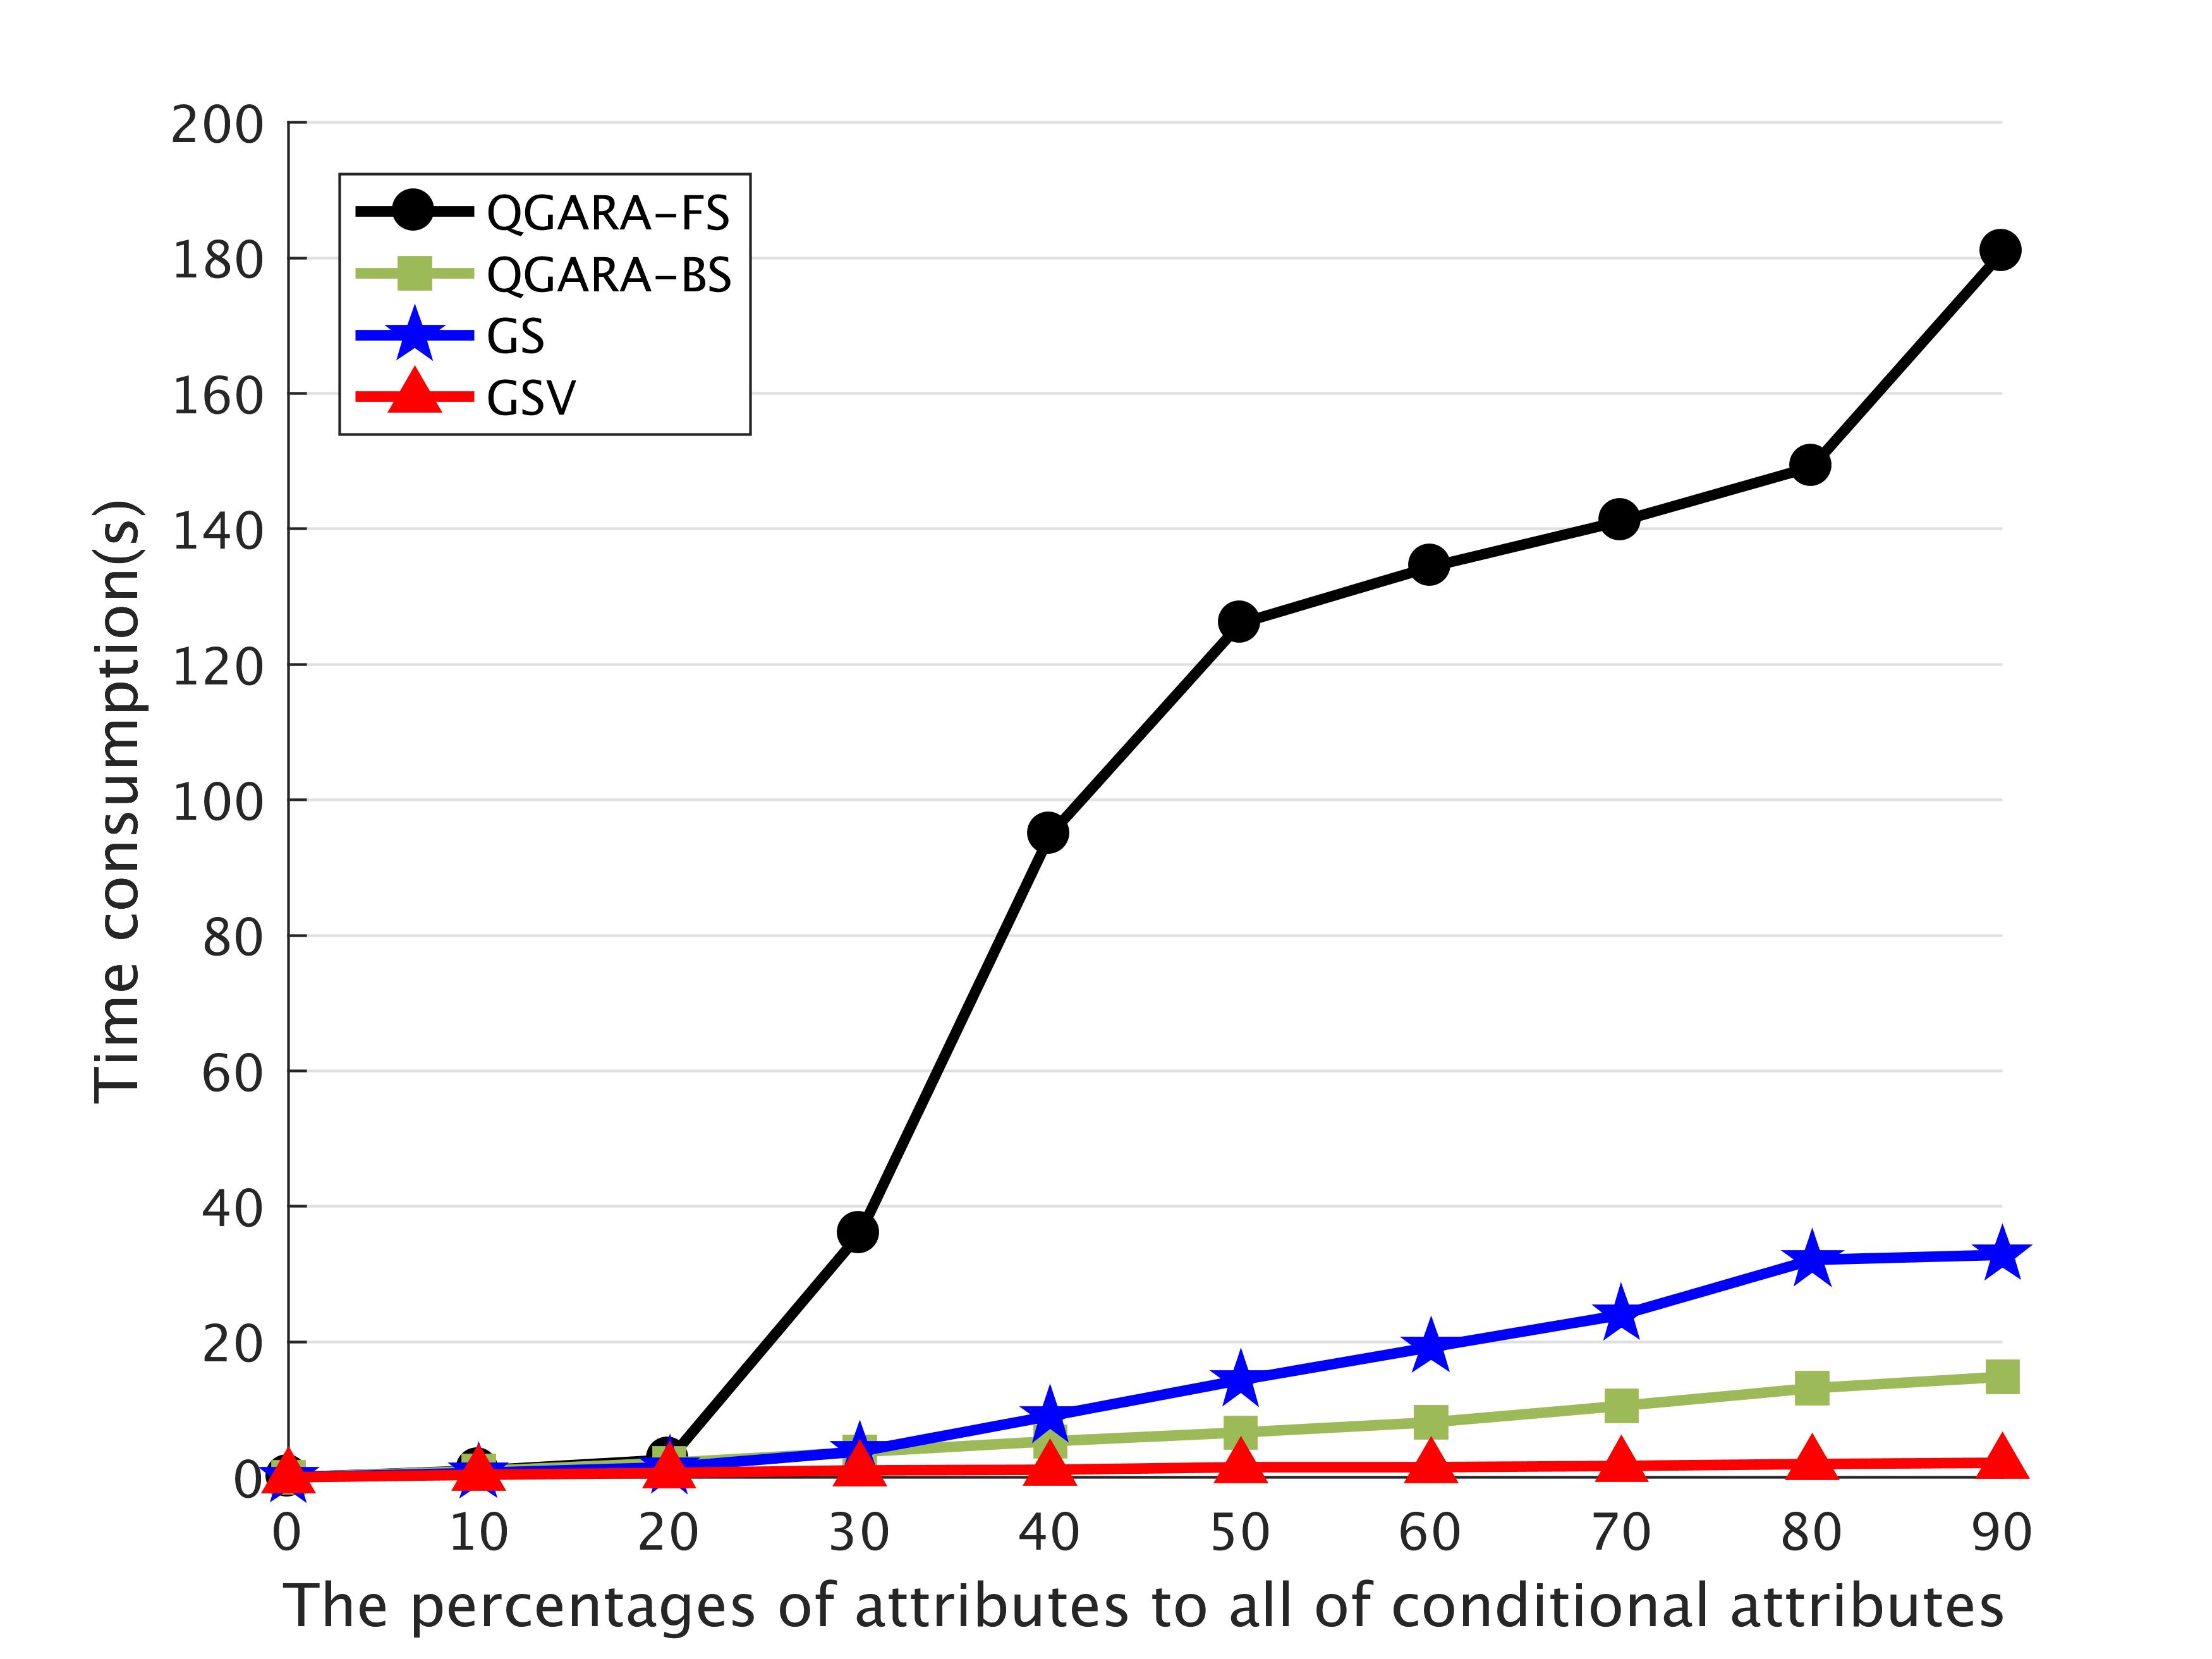 200
180
160
140
120
100
80
60
40
20
0
Time consumption(s)
QGARA-FS
QGARA-BS
GS
GSV
0 10 20 30 40 50 60 70 80 90
The percentages of attributes to all of conditional attributes